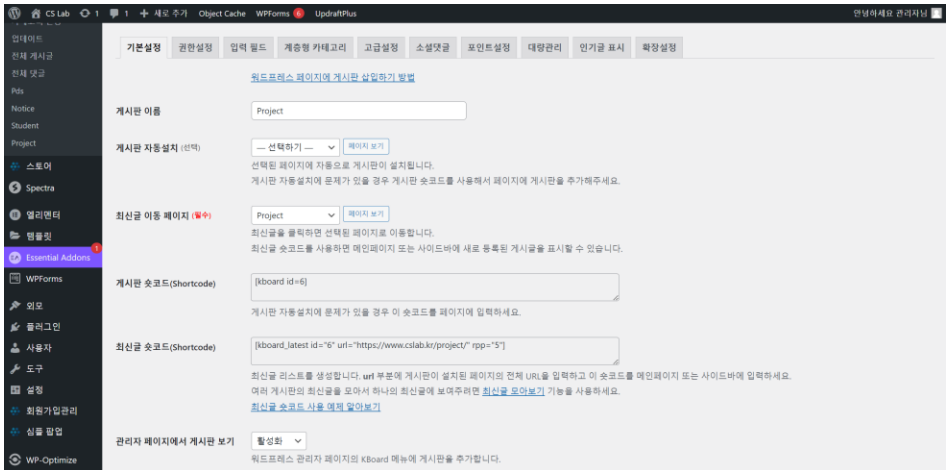 CS Lab 1 1 새로 추가 Object Cache WPForms 6 UpdraftPlus 안녕하세요 관리자님
업데이트
전체 게시글
전체 댓글
Pds
Notice
Student
Project
스토어
Spectra
엘리멘터
템플릿
Essential Addons 1
WPForms
외모
플러그인
사용자
도구
설정
회원가입관리
심플 팝업
WP-Optimize
기본설정 권한설정 입력 필드 계층형 카테고리 고급설정 소셜댓글 포인트설정 대량관리 인기글 표시 확장설정
워드프레스 페이지에 게시판 삽입하기 방법
게시판 이름 Project
게시판 자동설치 (선택) — 선택하기 — 페이지 보기
선택된 페이지에 자동으로 게시판이 설치됩니다.
게시판 자동설치에 문제가 있을 경우 게시판 숏코드를 사용해서 페이지에 게시판을 추가해주세요.
최신글 이동 페이지 (필수) Project 페이지 보기
최신글을 클릭하면 선택된 페이지로 이동합니다.
최신글 숏코드를 사용하면 메인페이지 또는 사이드바에 새로 등록된 게시글을 표시할 수 있습니다.
게시판 숏코드(Shortcode) [kboard id=6]
게시판 자동설치에 문제가 있을 경우 이 숏코드를 페이지에 입력하세요.
최신글 숏코드(Shortcode) [kboard_latest id="6" url="https://www.cslab.kr/project/" rpp="5"]
최신글 리스트를 생성합니다. url 부분에 게시판이 설치된 페이지의 전체 URL을 입력하고 이 숏코드를 메인페이지 또는 사이드바에 입력하세요.
여러 게시판의 최신글을 모아서 하나의 최신글에 보여주려면 최신글 모아보기 기능을 사용하세요.
최신글 숏코드 사용 예제 알아보기
관리자 페이지에서 게시판 보기 활성화
워드프레스 관리자 페이지의 KBoard 메뉴에 게시판을 추가합니다.